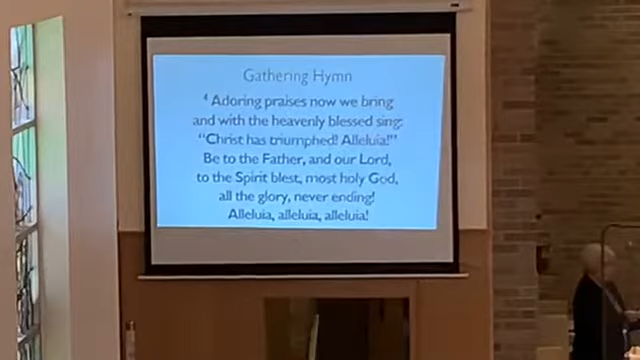 Gathering Hymn
4 Adoring praises now we bring
and with the heavenly blessed sing:
"Christ has triumphed! Alleluia!"
Be to the Father, and our Lord,
to the Spirit blest, most holy God,
all the glory, never ending!
Alleluia, alleluia, alleluia!